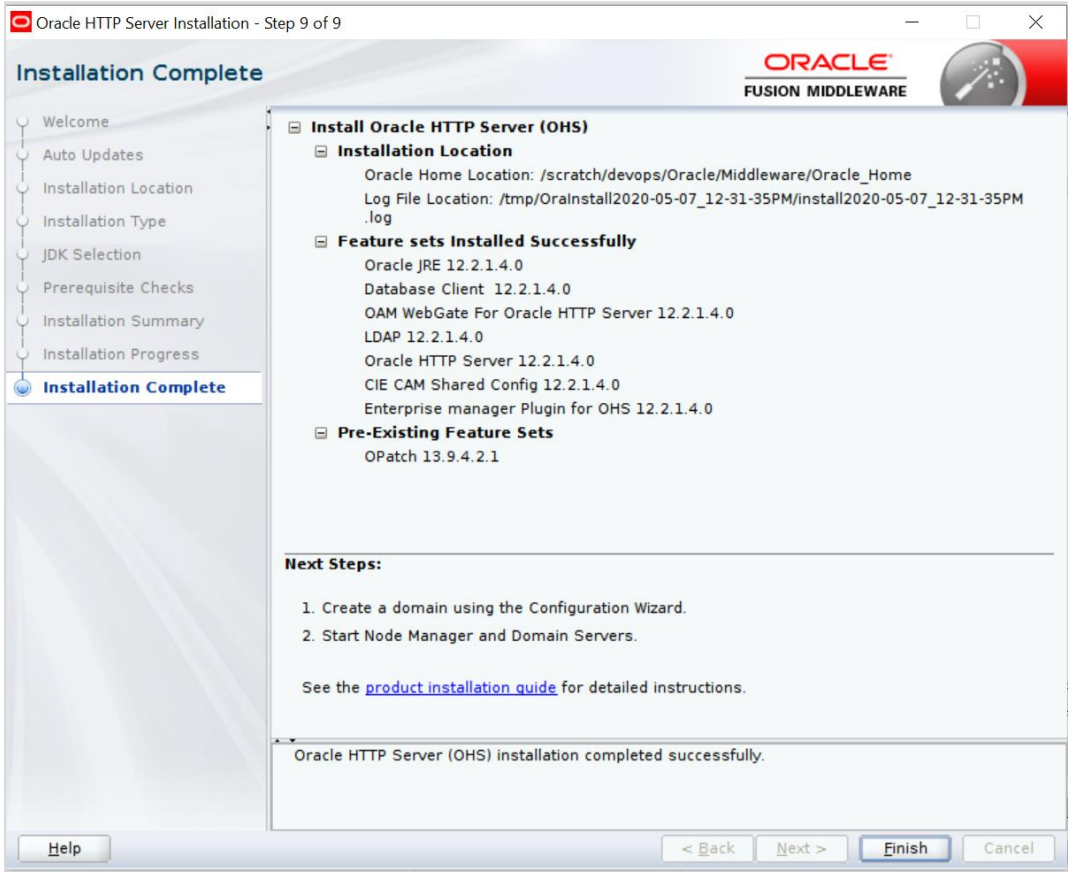 Oracle HTTP Server Installation - Step 9 of 9
Installation Complete
ORACLE
FUSION MIDDLEWARE
Welcome
Auto Updates
Installation Location
Installation Type
JDK Selection
Prerequisite Checks
Installation Summary
Installation Progress
Installation Complete
Install Oracle HTTP Server (OHS)
Installation Location
Oracle Home Location: /scratch/devops/Oracle/Middleware/Oracle_Home
Log File Location: /tmp/OraInstall2020-05-07_12-31-35PM/install2020-05-07_12-31-35PM
.log
Feature sets Installed Successfully
Oracle JRE 12.2.1.4.0
Database Client  12.2.1.4.0
OAM WebGate For Oracle HTTP Server 12.2.1.4.0
LDAP 12.2.1.4.0
Oracle HTTP Server 12.2.1.4.0
CIE CAM Shared Config 12.2.1.4.0
Enterprise manager Plugin for OHS 12.2.1.4.0
Pre-Existing Feature Sets
OPatch 13.9.4.2.1
Next Steps:
1. Create a domain using the Configuration Wizard.
2. Start Node Manager and Domain Servers.
See the product installation guide for detailed instructions.
Oracle HTTP Server (OHS) installation completed successfully.
Help
< Back
Next >
Finish
Cancel